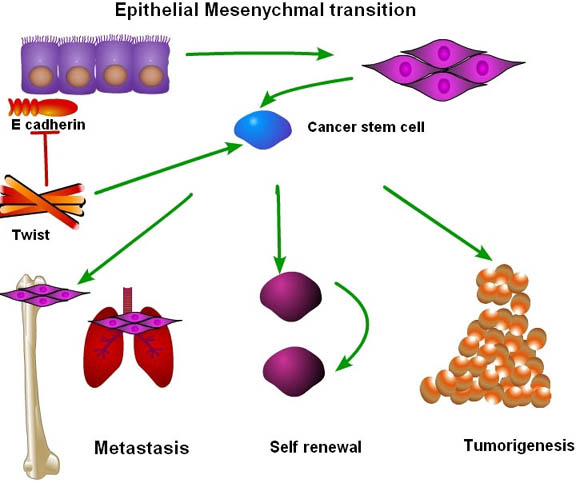 Epithelial Mesenychmal transition
E cadherin
Cancer stem cell
Twist
Metastasis
Self renewal
Tumorigenesis